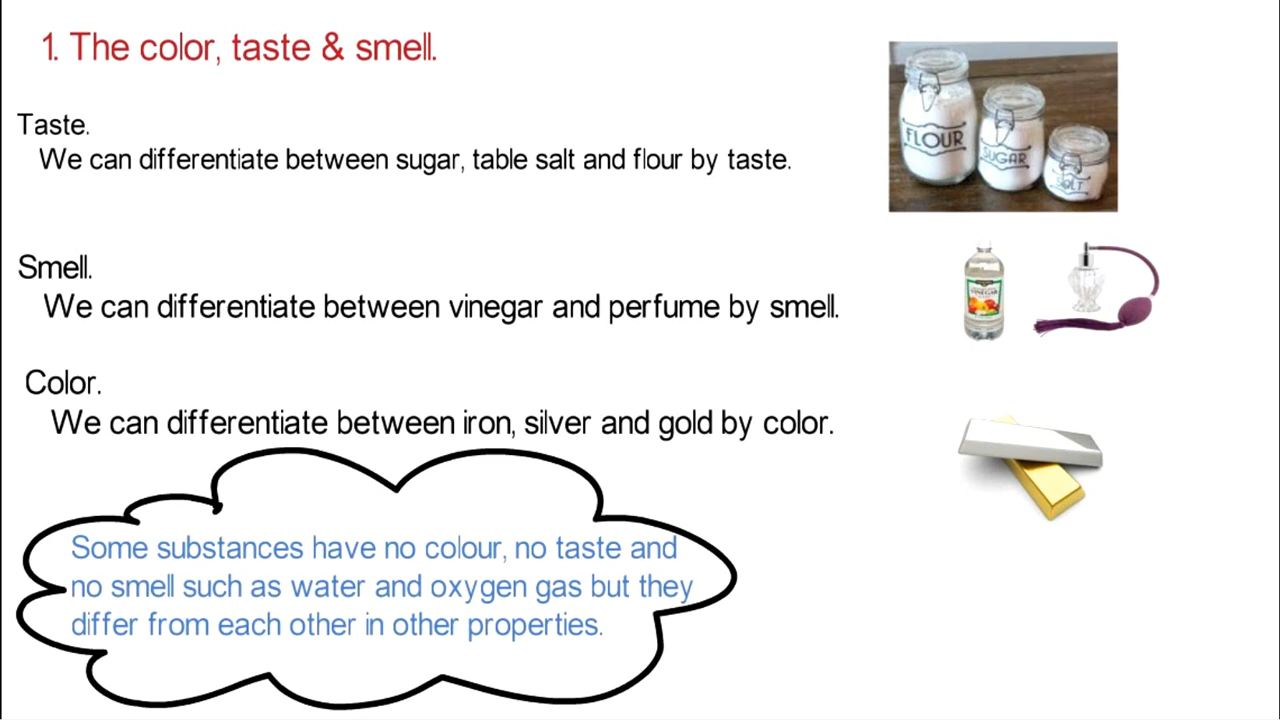 1. The color, taste & smell.
Taste.
We can differentiate between sugar, table salt and flour by taste.
FLOUR
SUGAR
SALT
Smell.
We can differentiate between vinegar and perfume by smell.
VINEGAR
Color.
We can differentiate between iron, silver and gold by color.
Some substances have no colour, no taste and
no smell such as water and oxygen gas but they
differ from each other in other properties.